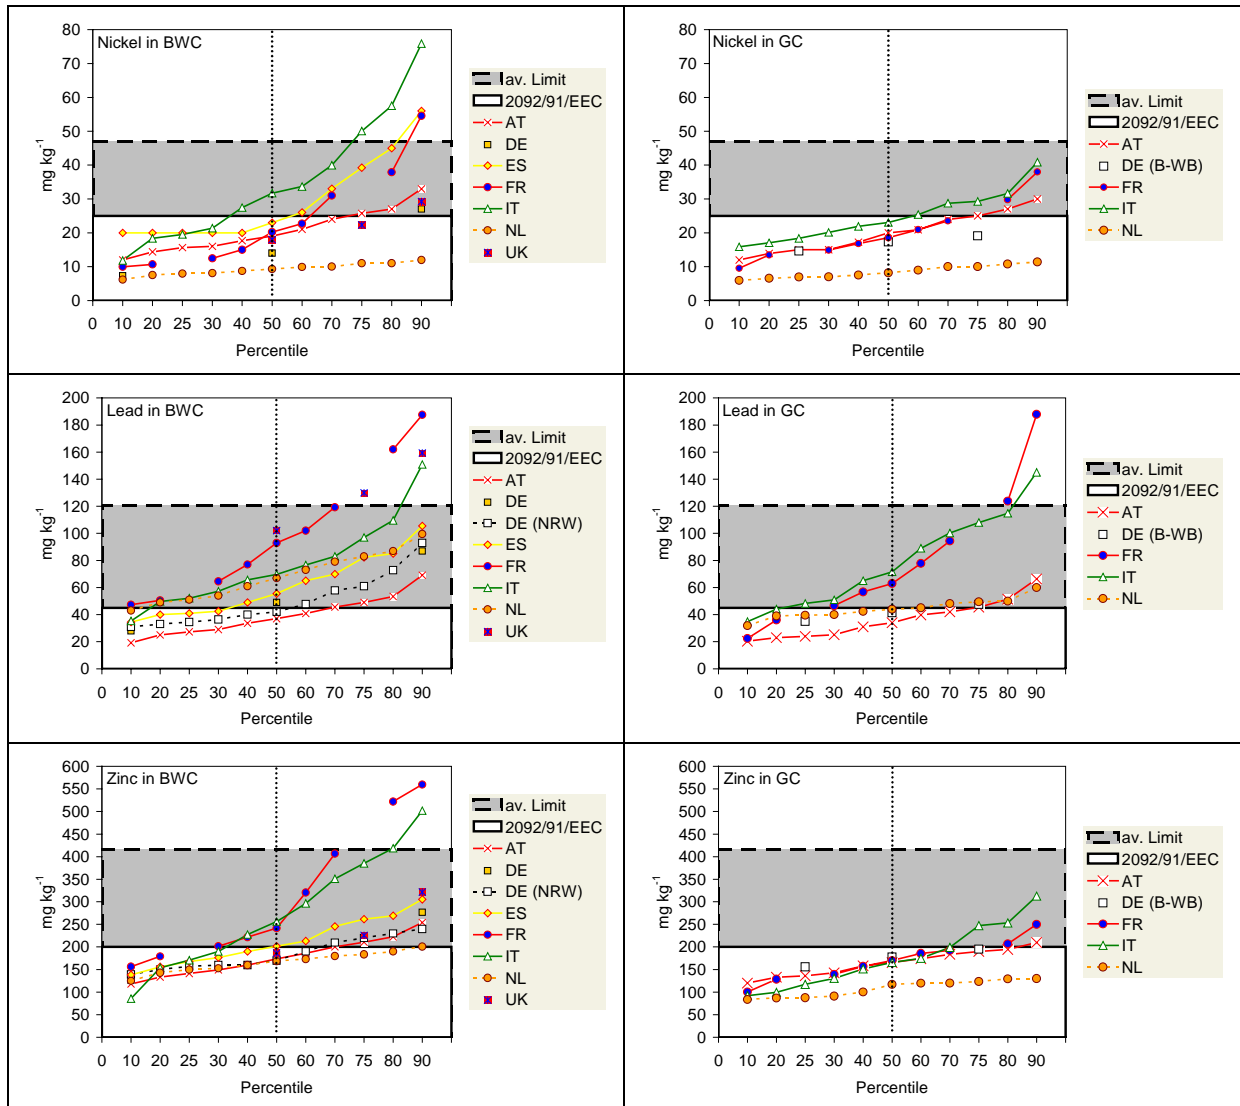 Nickel in BWC
80
70
60
50
40
30
20
10
0
mg kg-1
0 10 20 25 30 40 50 60 70 75 80 90
Percentile
av. Limit
2092/91/EEC
AT
DE
ES
FR
IT
NL
UK
Nickel in GC
80
70
60
50
40
30
20
10
0
mg kg-1
0 10 20 25 30 40 50 60 70 75 80 90
Percentile
av. Limit
2092/91/EEC
AT
DE (B-WB)
FR
IT
NL
Lead in BWC
200
180
160
140
120
100
80
60
40
20
0
mg kg-1
0 10 20 25 30 40 50 60 70 75 80 90
Percentile
av. Limit
2092/91/EEC
AT
DE
DE (NRW)
ES
FR
IT
NL
UK
Lead in GC
200
180
160
140
120
100
80
60
40
20
0
mg kg-1
0 10 20 25 30 40 50 60 70 75 80 90
Percentile
av. Limit
2092/91/EEC
AT
DE (B-WB)
FR
IT
NL
Zinc in BWC
600
550
500
450
400
350
300
250
200
150
100
50
0
mg kg-1
0 10 20 25 30 40 50 60 70 75 80 90
Percentile
av. Limit
2092/91/EEC
AT
DE
DE (NRW)
ES
FR
IT
NL
UK
Zinc in GC
600
550
500
450
400
350
300
250
200
150
100
50
0
mg kg-1
0 10 20 25 30 40 50 60 70 75 80 90
Percentile
av. Limit
2092/91/EEC
AT
DE (B-WB)
FR
IT
NL